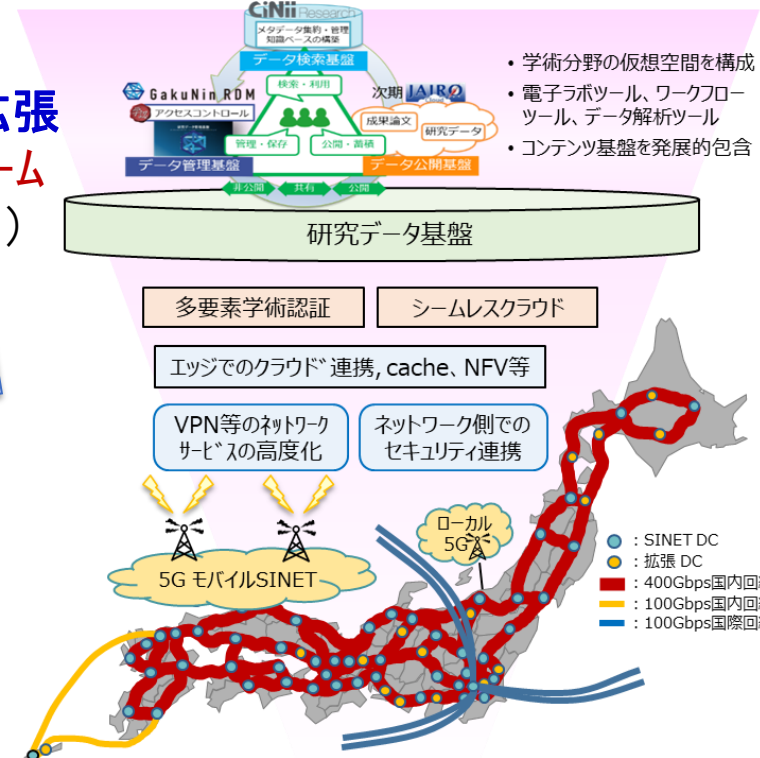 CiNii Research
メタデータ集約・管理
知識ベースの構築
データ検索基盤
検索・利用
GakuNin RDM
アクセスコントロール
管理・保存
データ管理基盤
次期 JAIRO Cloud
成果論文
研究データ
公開・蓄積
データ公開基盤
非公開
共有
公開
・学術分野の仮想空間を構成
・電子ラボツール、ワークフロー
ツール、データ解析ツール
・コンテンツ基盤を発展的包含
拡張
ーム
）
研究データ基盤
多要素学術認証
シームレスクラウド
エッジでのクラウドﾞ連携, cache、NFV等
VPN等のﾈｯﾄﾜｰｸ
ｻｰﾋﾞｽの高度化
ネットワーク側での
セキュリティ連携
5G モバイルSINET
ローカル
5G
：SINET DC
：拡張 DC
：400Gbps国内回線
：100Gbps国内回線
：100Gbps国際回線